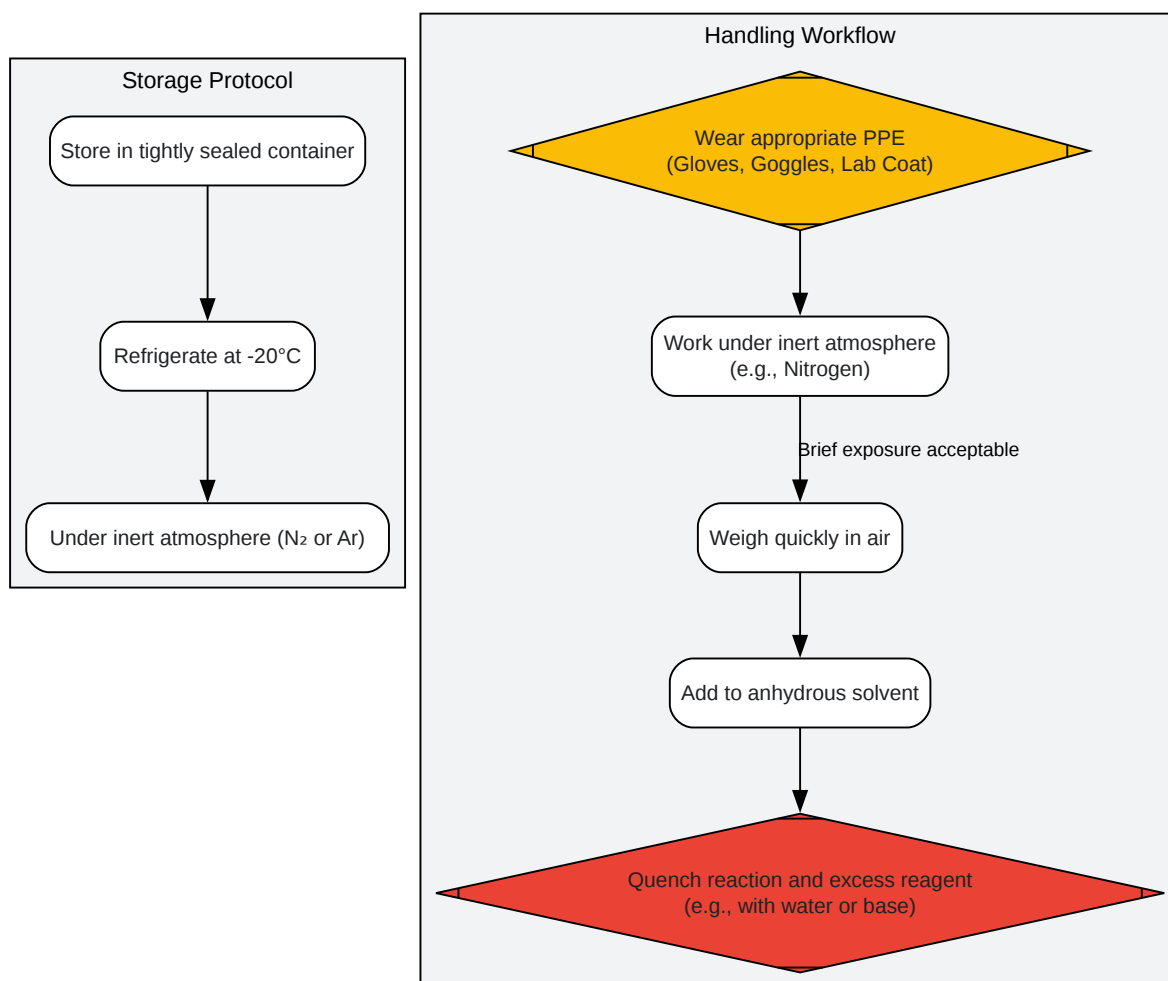 Storage Protocol
Store in tightly sealed container
Refrigerate at -20°C
Under inert atmosphere (N₂ or Ar)
Handling Workflow
Wear appropriate PPE
(Gloves, Goggles, Lab Coat)
Work under inert atmosphere
(e.g., Nitrogen)
Brief exposure acceptable
Weigh quickly in air
Add to anhydrous solvent
Quench reaction and excess reagent
(e.g., with water or base)